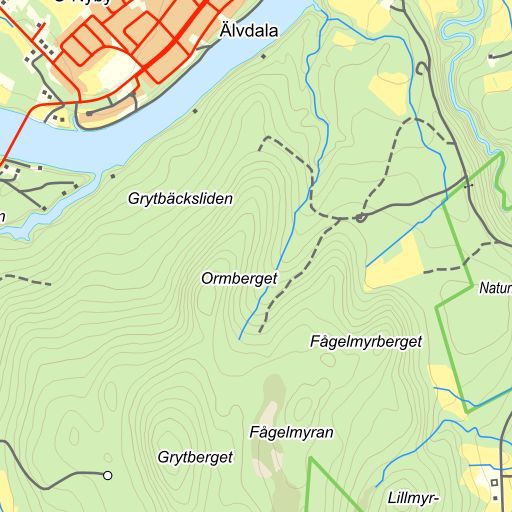 Älvdala
Grytbäcksliden
Ormberget
Natur
Fågelmyrberget
Fågelmyran
Grytberget
Lillmyr-